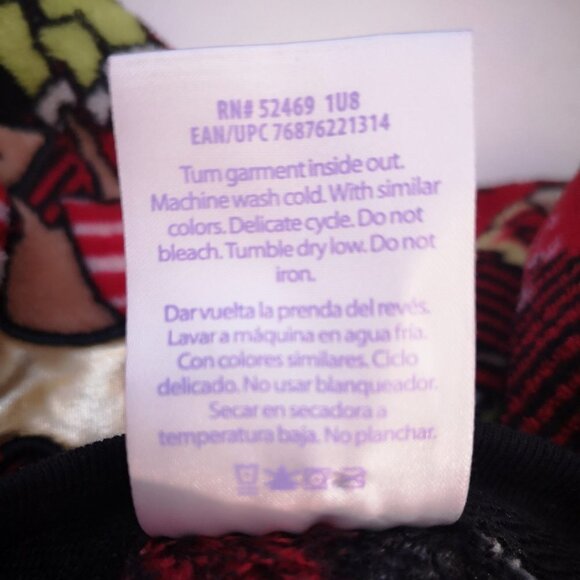 RN# 52469 1U8
EAN/UPC 76876221314
Turn garment inside out.
Machine wash cold. With similar
colors. Delicate cycle. Do not
bleach. Tumble dry low. Do not
iron.
Dar vuelta la prenda del revés.
Lavar a máquina en agua fría.
Con colores similares. Ciclo
delicado. No usar blanqueador.
Secar en secadora a
temperatura baja. No planchar.